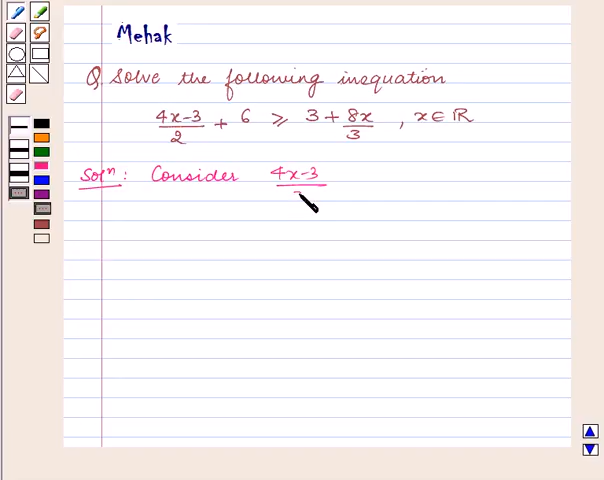 Mehak
Q. Solve the following inequation
(4x-3)/2 + 6 ⩾ 3 + 8x/3 , x ∈ ℝ
Solⁿ: Consider 4x-3